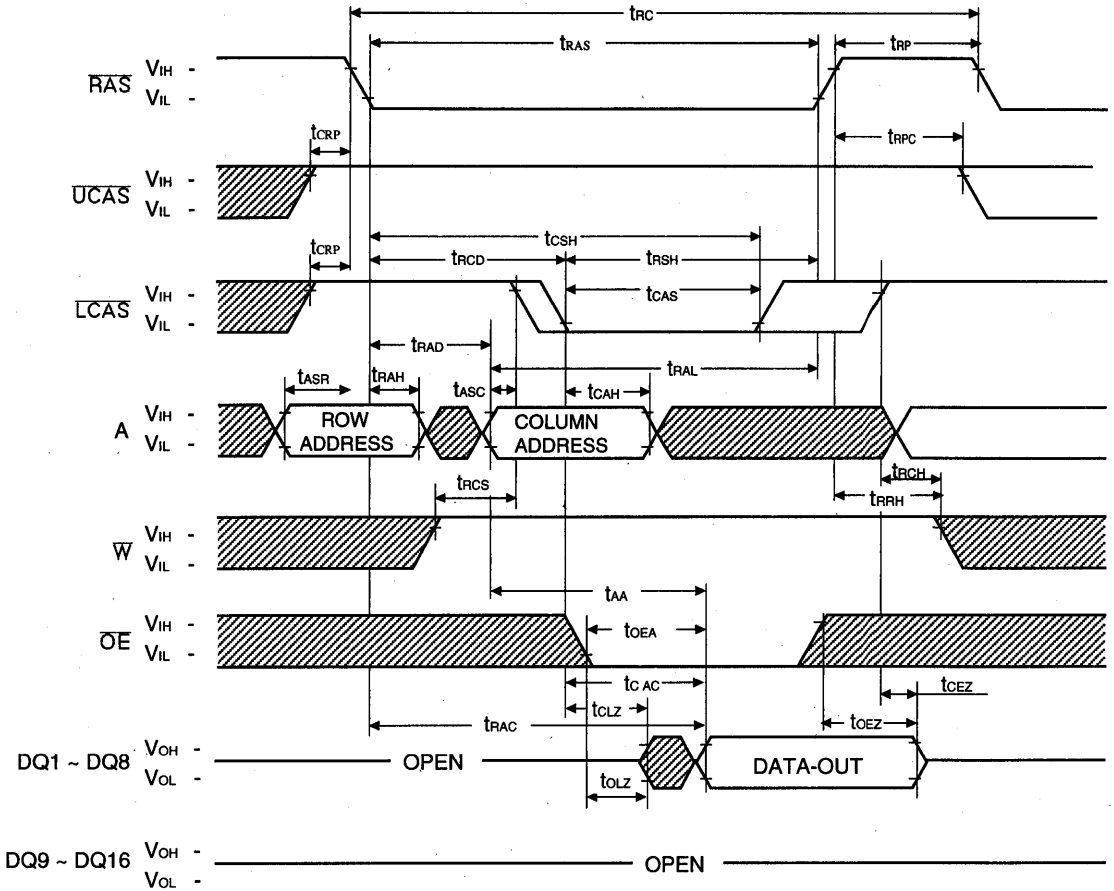 tRC
tRAS tRP
RAS VIH -
VIL -
tCRP tRPC
UCAS VIH -
VIL -
tCSH
tCRP tRCD tRSH
LCAS VIH -
VIL -
tCAS
tRAD tRAL
tASR tRAH tASC tCAH
A VIH -
VIL -
ROW
ADDRESS
COLUMN
ADDRESS
tRCS tRCH
tRRH
W VIH -
VIL -
tAA
OE VIH -
VIL -
tOEA
tC AC tCEZ
tCLZ tOEZ
tRAC
DQ1 ~ DQ8 VOH -
VOL -
OPEN DATA-OUT
tOLZ
DQ9 ~ DQ16 VOH -
VOL -
OPEN